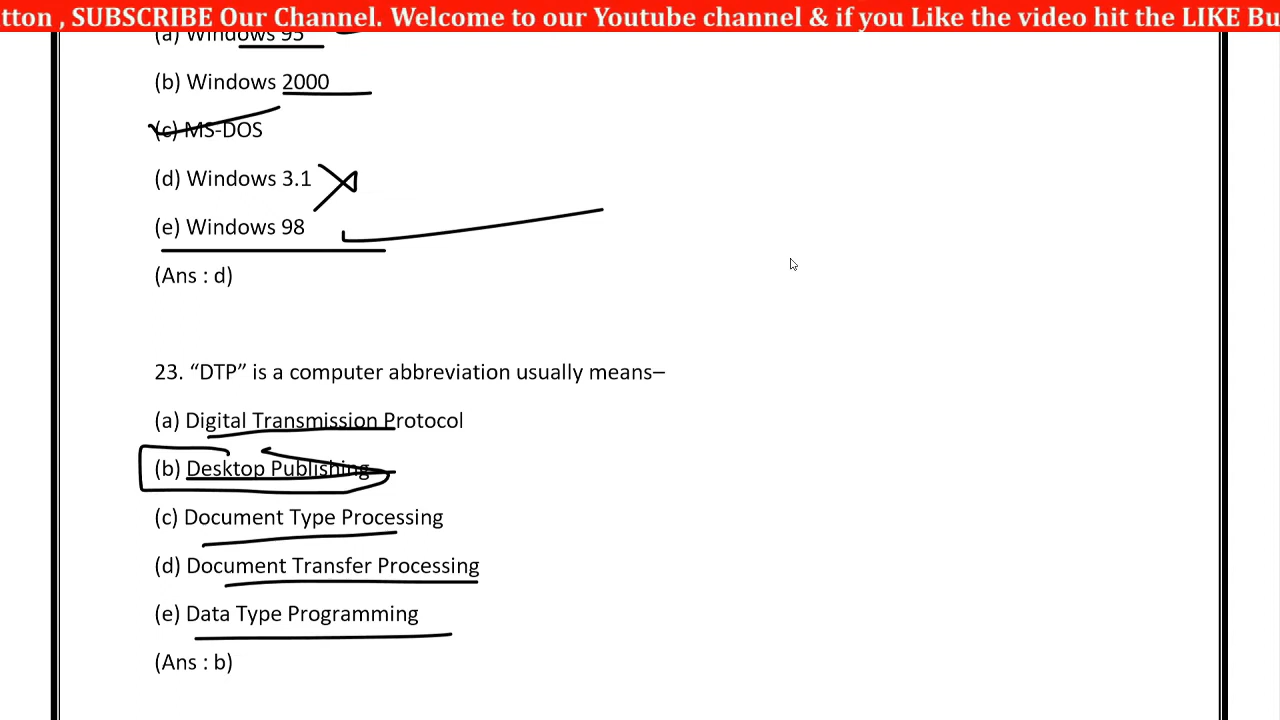 tton , SUBSCRIBE Our Channel. Welcome to our Youtube channel & if you Like the video hit the LIKE Bu
(a) Windows 95
(b) Windows 2000
(c) MS-DOS
(d) Windows 3.1
(e) Windows 98
(Ans : d)
23. “DTP” is a computer abbreviation usually means–
(a) Digital Transmission Protocol
(b) Desktop Publishing
(c) Document Type Processing
(d) Document Transfer Processing
(e) Data Type Programming
(Ans : b)